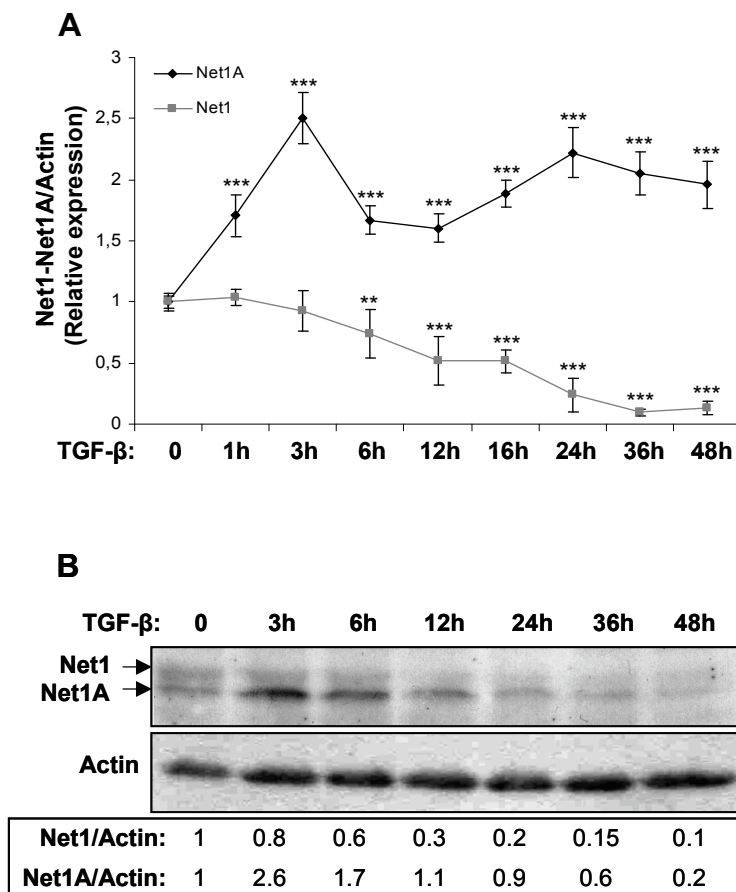 A
Net1-Net1A/Actin
(Relative expression)
3
2,5
2
1,5
1
0,5
0
Net1A
Net1
***
***
***
***
***
***
***
***
**
***
***
***
***
***
TGF-β: 0 1h 3h 6h 12h 16h 24h 36h 48h
B
TGF-β: 0 3h 6h 12h 24h 36h 48h
Net1
Net1A
Actin
Net1/Actin: 1 0.8 0.6 0.3 0.2 0.15 0.1
Net1A/Actin: 1 2.6 1.7 1.1 0.9 0.6 0.2